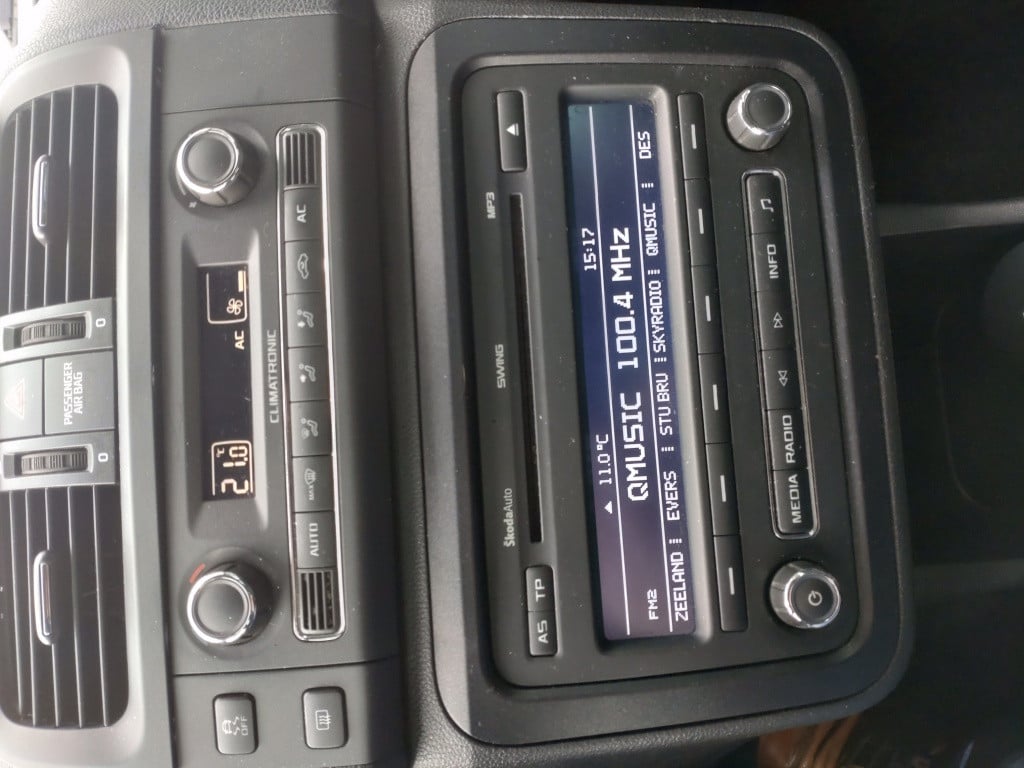 PASSENGER
AIR BAG
0
0
21.0 °C
AC
CLIMATRONIC
AUTO
MAX
AC
OFF
ŠkodaAuto
SWING
MP3
AS
TP
11.0 °C
15:17
QMUSIC 100.4 MHz
FM2
ZEELAND EVERS STU BRU SKYRADIO QMUSIC DES
MEDIA RADIO INFO